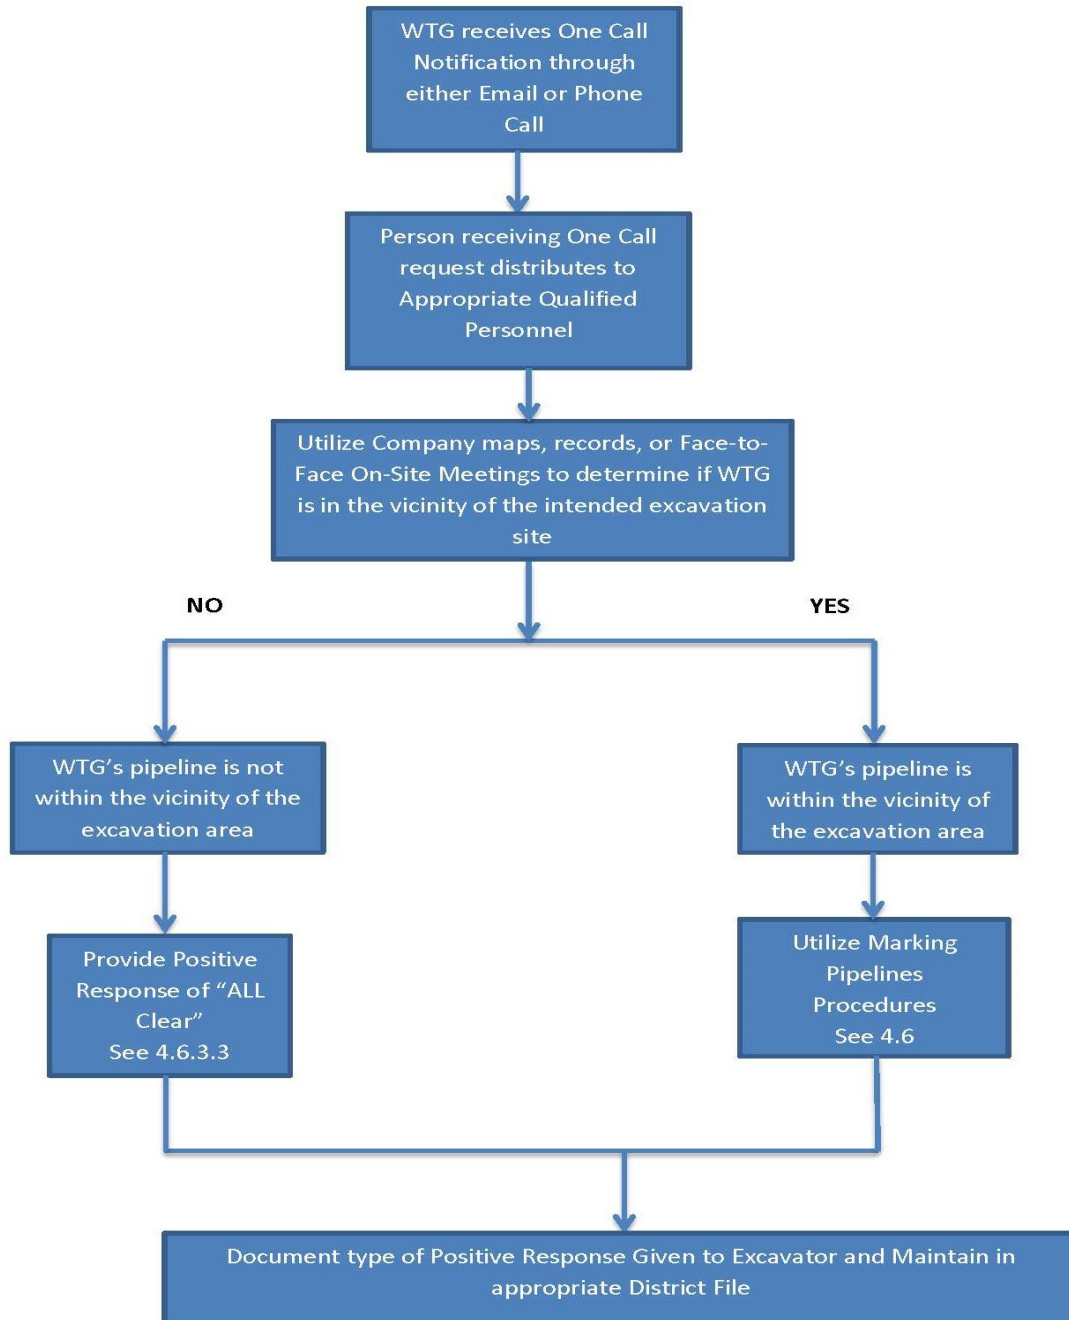 WTG receives One Call
Notification through
either Email or Phone
Call
Person receiving One Call
request distributes to
Appropriate Qualified
Personnel
Utilize Company maps, records, or Face-to-
Face On-Site Meetings to determine if WTG
is in the vicinity of the intended excavation
site
NO
YES
WTG’s pipeline is not
within the vicinity of the
excavation area
WTG’s pipeline is
within the vicinity of
the excavation area
Provide Positive
Response of “ALL
Clear”
See 4.6.3.3
Utilize Marking
Pipelines
Procedures
See 4.6
Document type of Positive Response Given to Excavator and Maintain in
appropriate District File